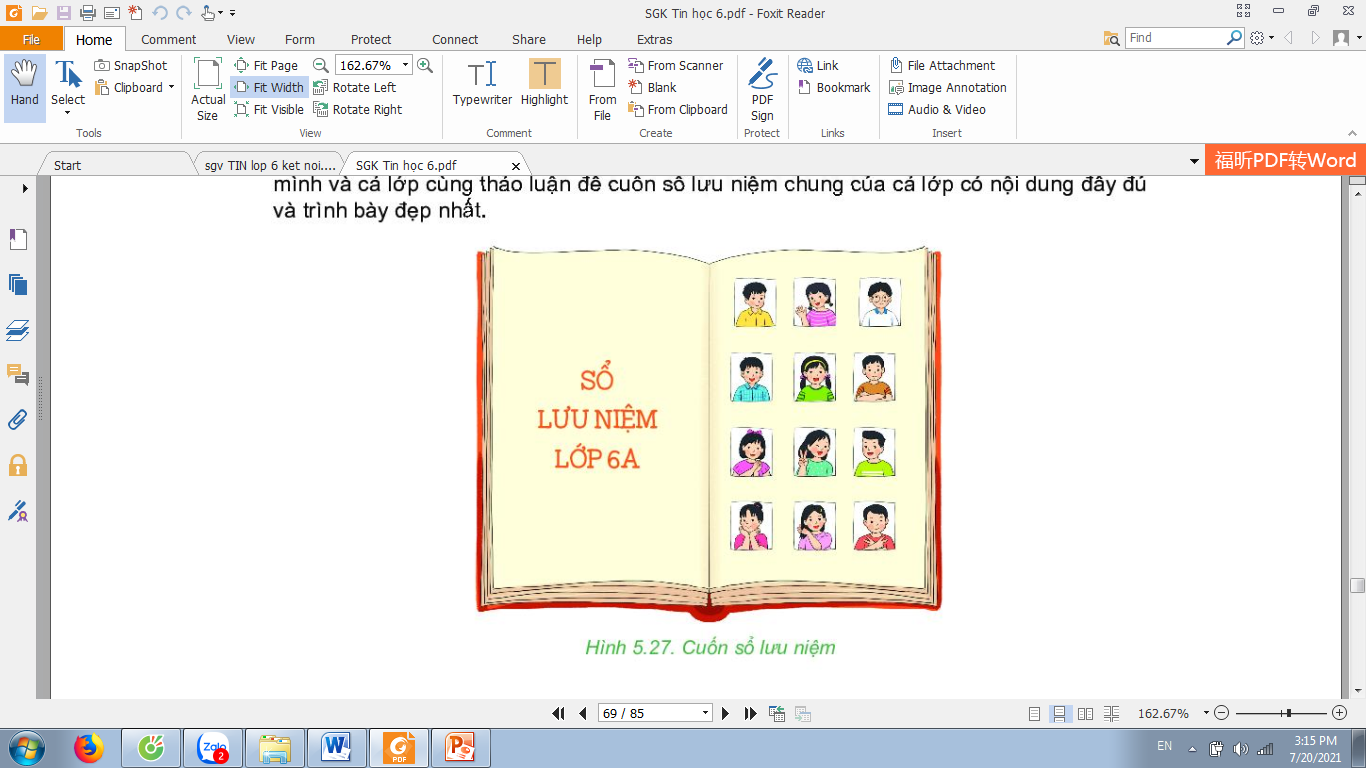 SGK Tin học 6.pdf - Foxit Reader
File Home Comment View Form Protect Connect Share Help Extras
Find
Hand
Select
SnapShot
Clipboard
Tools
Actual Size
Fit Page
Fit Width
Fit Visible
162.67%
Rotate Left
Rotate Right
View
Typewriter
Highlight
Comment
From File
From Scanner
Blank
From Clipboard
Create
PDF Sign
Protect
Link
Bookmark
Links
File Attachment
Image Annotation
Audio & Video
Insert
Start
sgv TIN lop 6 ket noi....
SGK Tin học 6.pdf
福昕PDF转Word
mình và cả lớp cùng thảo luận để cuốn sổ lưu niệm chung của cả lớp có nội dung đầy đủ
và trình bày đẹp nhất.
SỔ
LƯU NIỆM
LỚP 6A
Hình 5.27. Cuốn sổ lưu niệm
69 / 85
162.67%
Zalo
2
PDF
EN
3:15 PM
7/20/2021